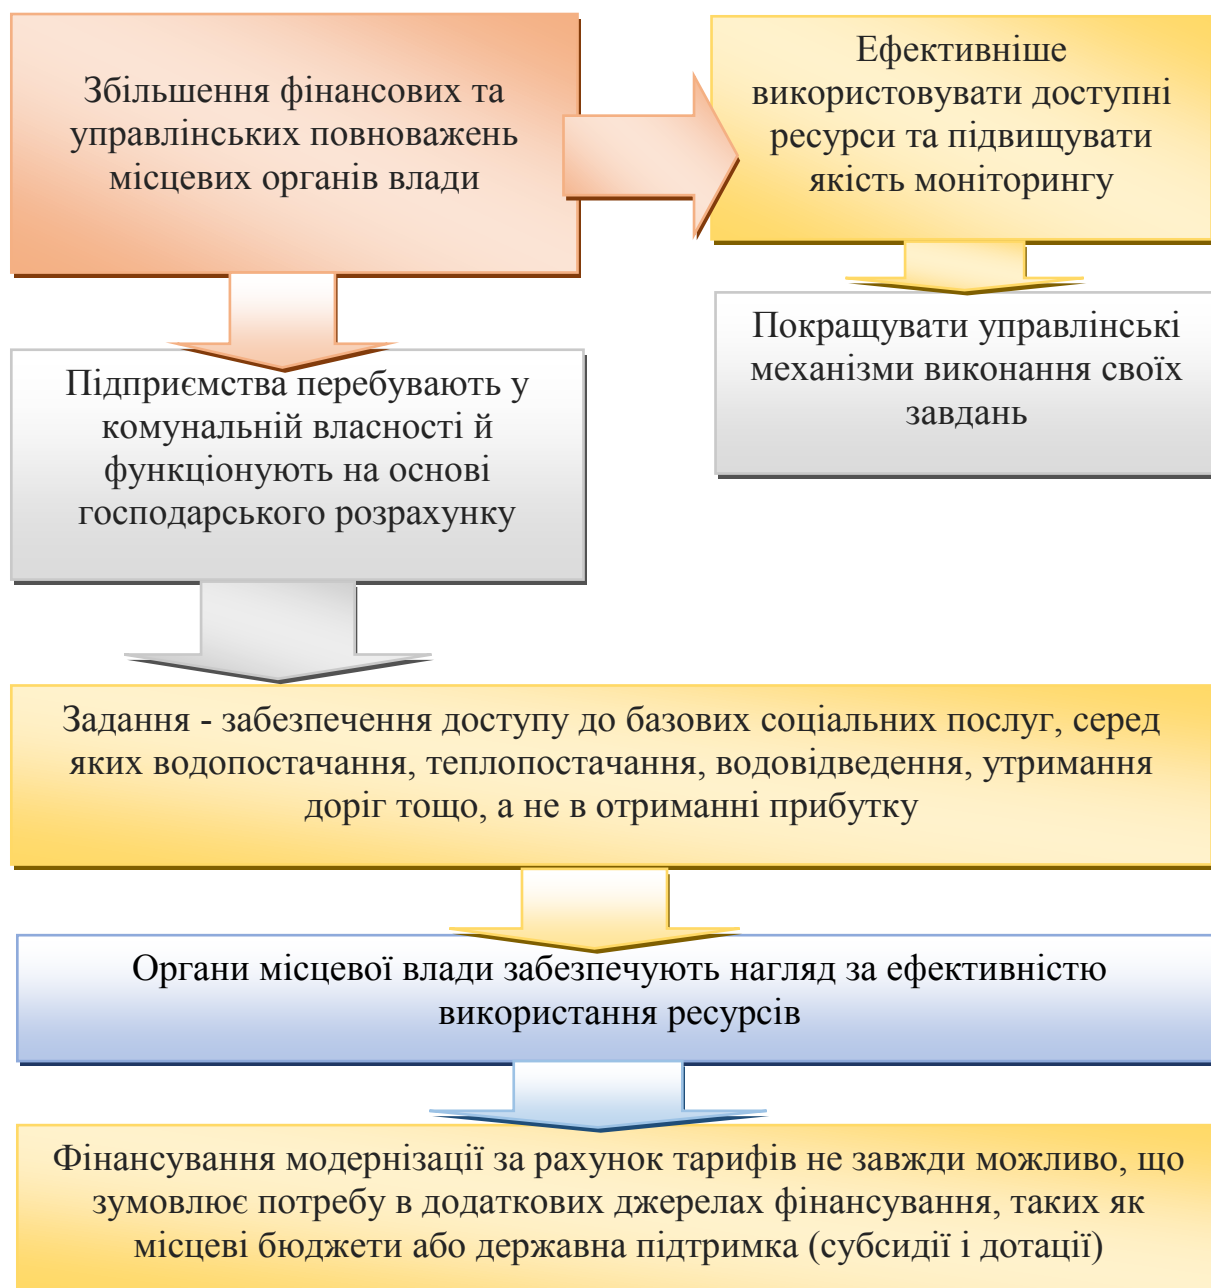 Збільшення фінансових та
управлінських повноважень
місцевих органів влади
Ефективніше
використовувати доступні
ресурси та підвищувати
якість моніторингу
Покращувати управлінські
механізми виконання своїх
завдань
Підприємства перебувають у
комунальній власності й
функціонують на основі
господарського розрахунку
Задання - забезпечення доступу до базових соціальних послуг, серед
яких водопостачання, теплопостачання, водовідведення, утримання
доріг тощо, а не в отриманні прибутку
Органи місцевої влади забезпечують нагляд за ефективністю
використання ресурсів
Фінансування модернізації за рахунок тарифів не завжди можливо, що
зумовлює потребу в додаткових джерелах фінансування, таких як
місцеві бюджети або державна підтримка (субсидії і дотації)